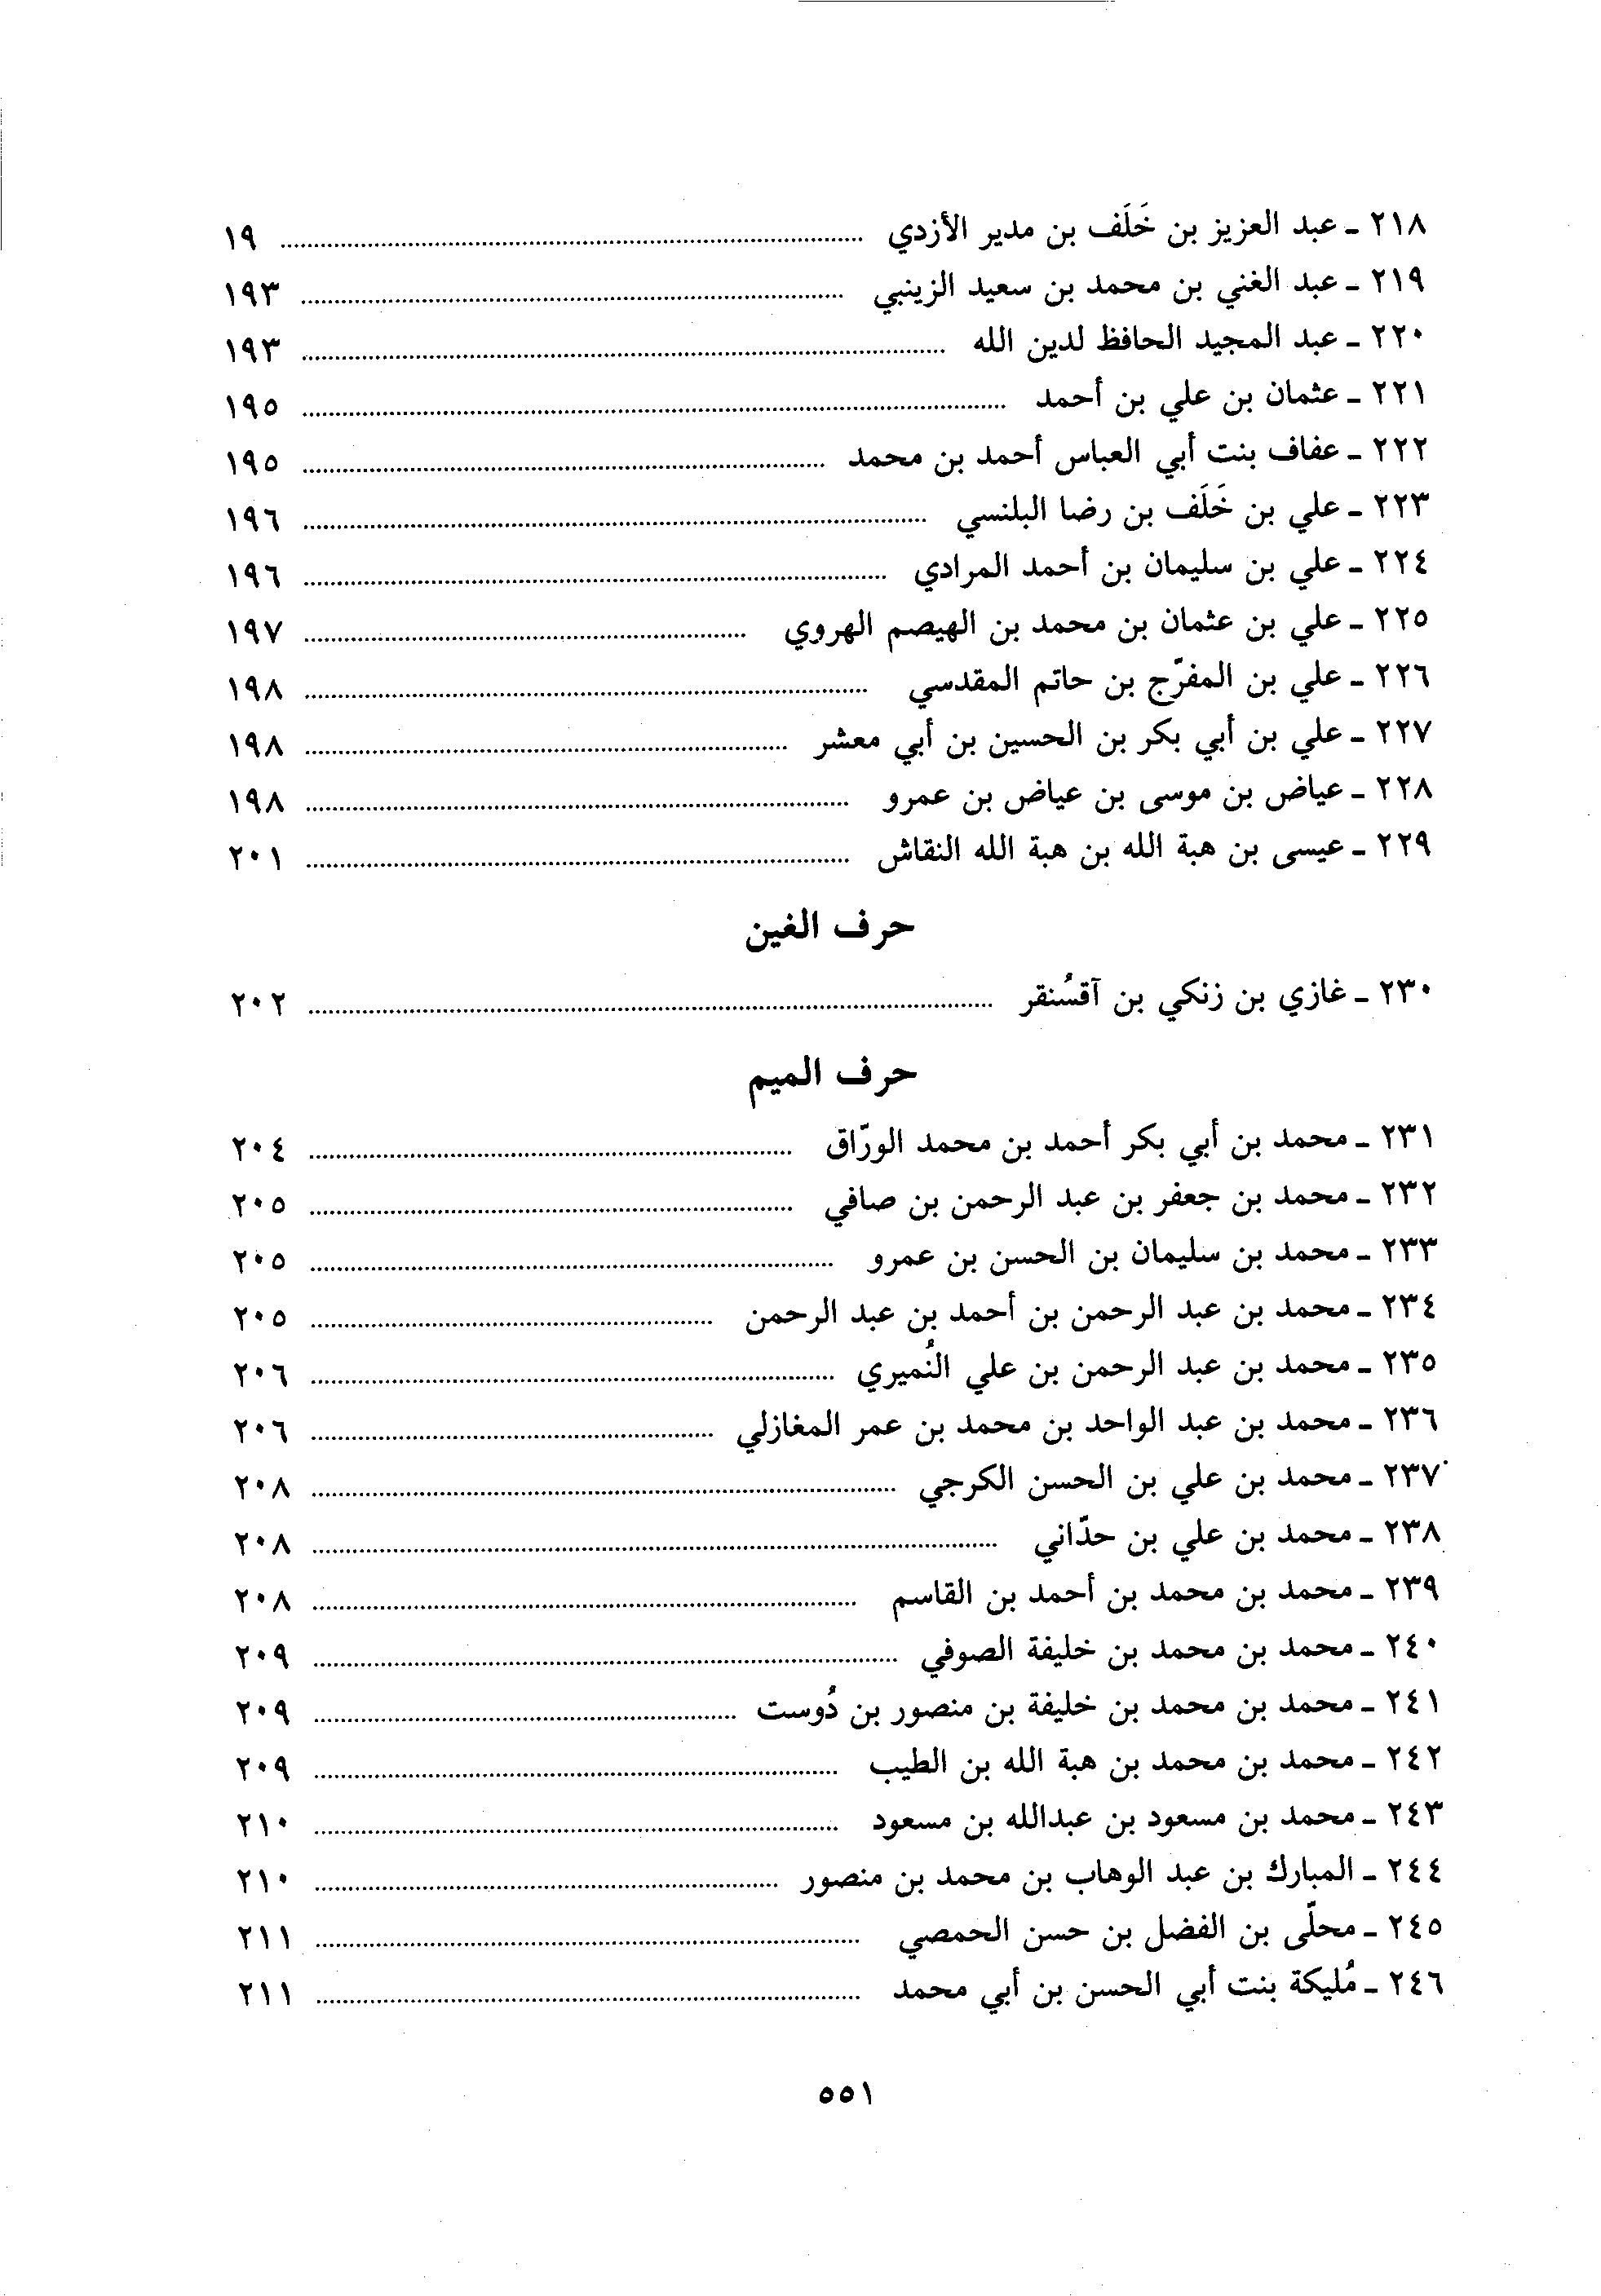 ٢١٨ ـ عبد العزيز بن خَلَف بن مدير الأزدي ........ ١٩
٢١٩ ـ عبد الغني بن محمد بن سعيد الزينبي ........ ١٩٣
٢٢٠ ـ عبد المجيد الحافظ لدين الله ........ ١٩٣
٢٢١ ـ عثمان بن علي بن أحمد ........ ١٩٥
٢٢٢ ـ عفاف بنت أبي العباس أحمد بن محمد ........ ١٩٥
٢٢٣ ـ علي بن خَلَف بن رضا البلنسي ........ ١٩٦
٢٢٤ ـ علي بن سليمان بن أحمد المرادي ........ ١٩٦
٢٢٥ ـ علي بن عثمان بن محمد بن الهيصم الهروي ........ ١٩٧
٢٢٦ ـ علي بن المفرّج بن حاتم المقدسي ........ ١٩٨
٢٢٧ ـ علي بن أبي بكر بن الحسين بن أبي معشر ........ ١٩٨
٢٢٨ ـ عياض بن موسى بن عياض بن عمرو ........ ١٩٨
٢٢٩ ـ عيسى بن هبة الله بن هبة الله النقاش ........ ٢٠١
حرف الغين
٢٣٠ ـ غازي بن زنكي بن آقسُنقر ........ ٢٠٢
حرف الميم
٢٣١ ـ محمد بن أبي بكر أحمد بن محمد الورّاق ........ ٢٠٤
٢٣٢ ـ محمد بن جعفر بن عبد الرحمن بن صافي ........ ٢٠٥
٢٣٣ ـ محمد بن سليمان بن الحسن بن عمرو ........ ٢٠٥
٢٣٤ ـ محمد بن عبد الرحمن بن أحمد بن عبد الرحمن ........ ٢٠٥
٢٣٥ ـ محمد بن عبد الرحمن بن علي النُميري ........ ٢٠٦
٢٣٦ ـ محمد بن عبد الواحد بن محمد بن عمر المغازلي ........ ٢٠٦
٢٣٧ ـ محمد بن علي بن الحسن الكرجي ........ ٢٠٨
٢٣٨ ـ محمد بن علي بن حدّاني ........ ٢٠٨
٢٣٩ ـ محمد بن محمد بن أحمد بن القاسم ........ ٢٠٨
٢٤٠ ـ محمد بن محمد بن خليفة الصوفي ........ ٢٠٩
٢٤١ ـ محمد بن محمد بن خليفة بن منصور بن دُوست ........ ٢٠٩
٢٤٢ ـ محمد بن محمد بن هبة الله بن الطيب ........ ٢٠٩
٢٤٣ ـ محمد بن مسعود بن عبدالله بن مسعود ........ ٢١٠
٢٤٤ ـ المبارك بن عبد الوهاب بن محمد بن منصور ........ ٢١٠
٢٤٥ ـ محلّى بن الفضل بن حسن الحمصي ........ ٢١١
٢٤٦ ـ مُليكة بنت أبي الحسن بن أبي محمد ........ ٢١١
٥٥١